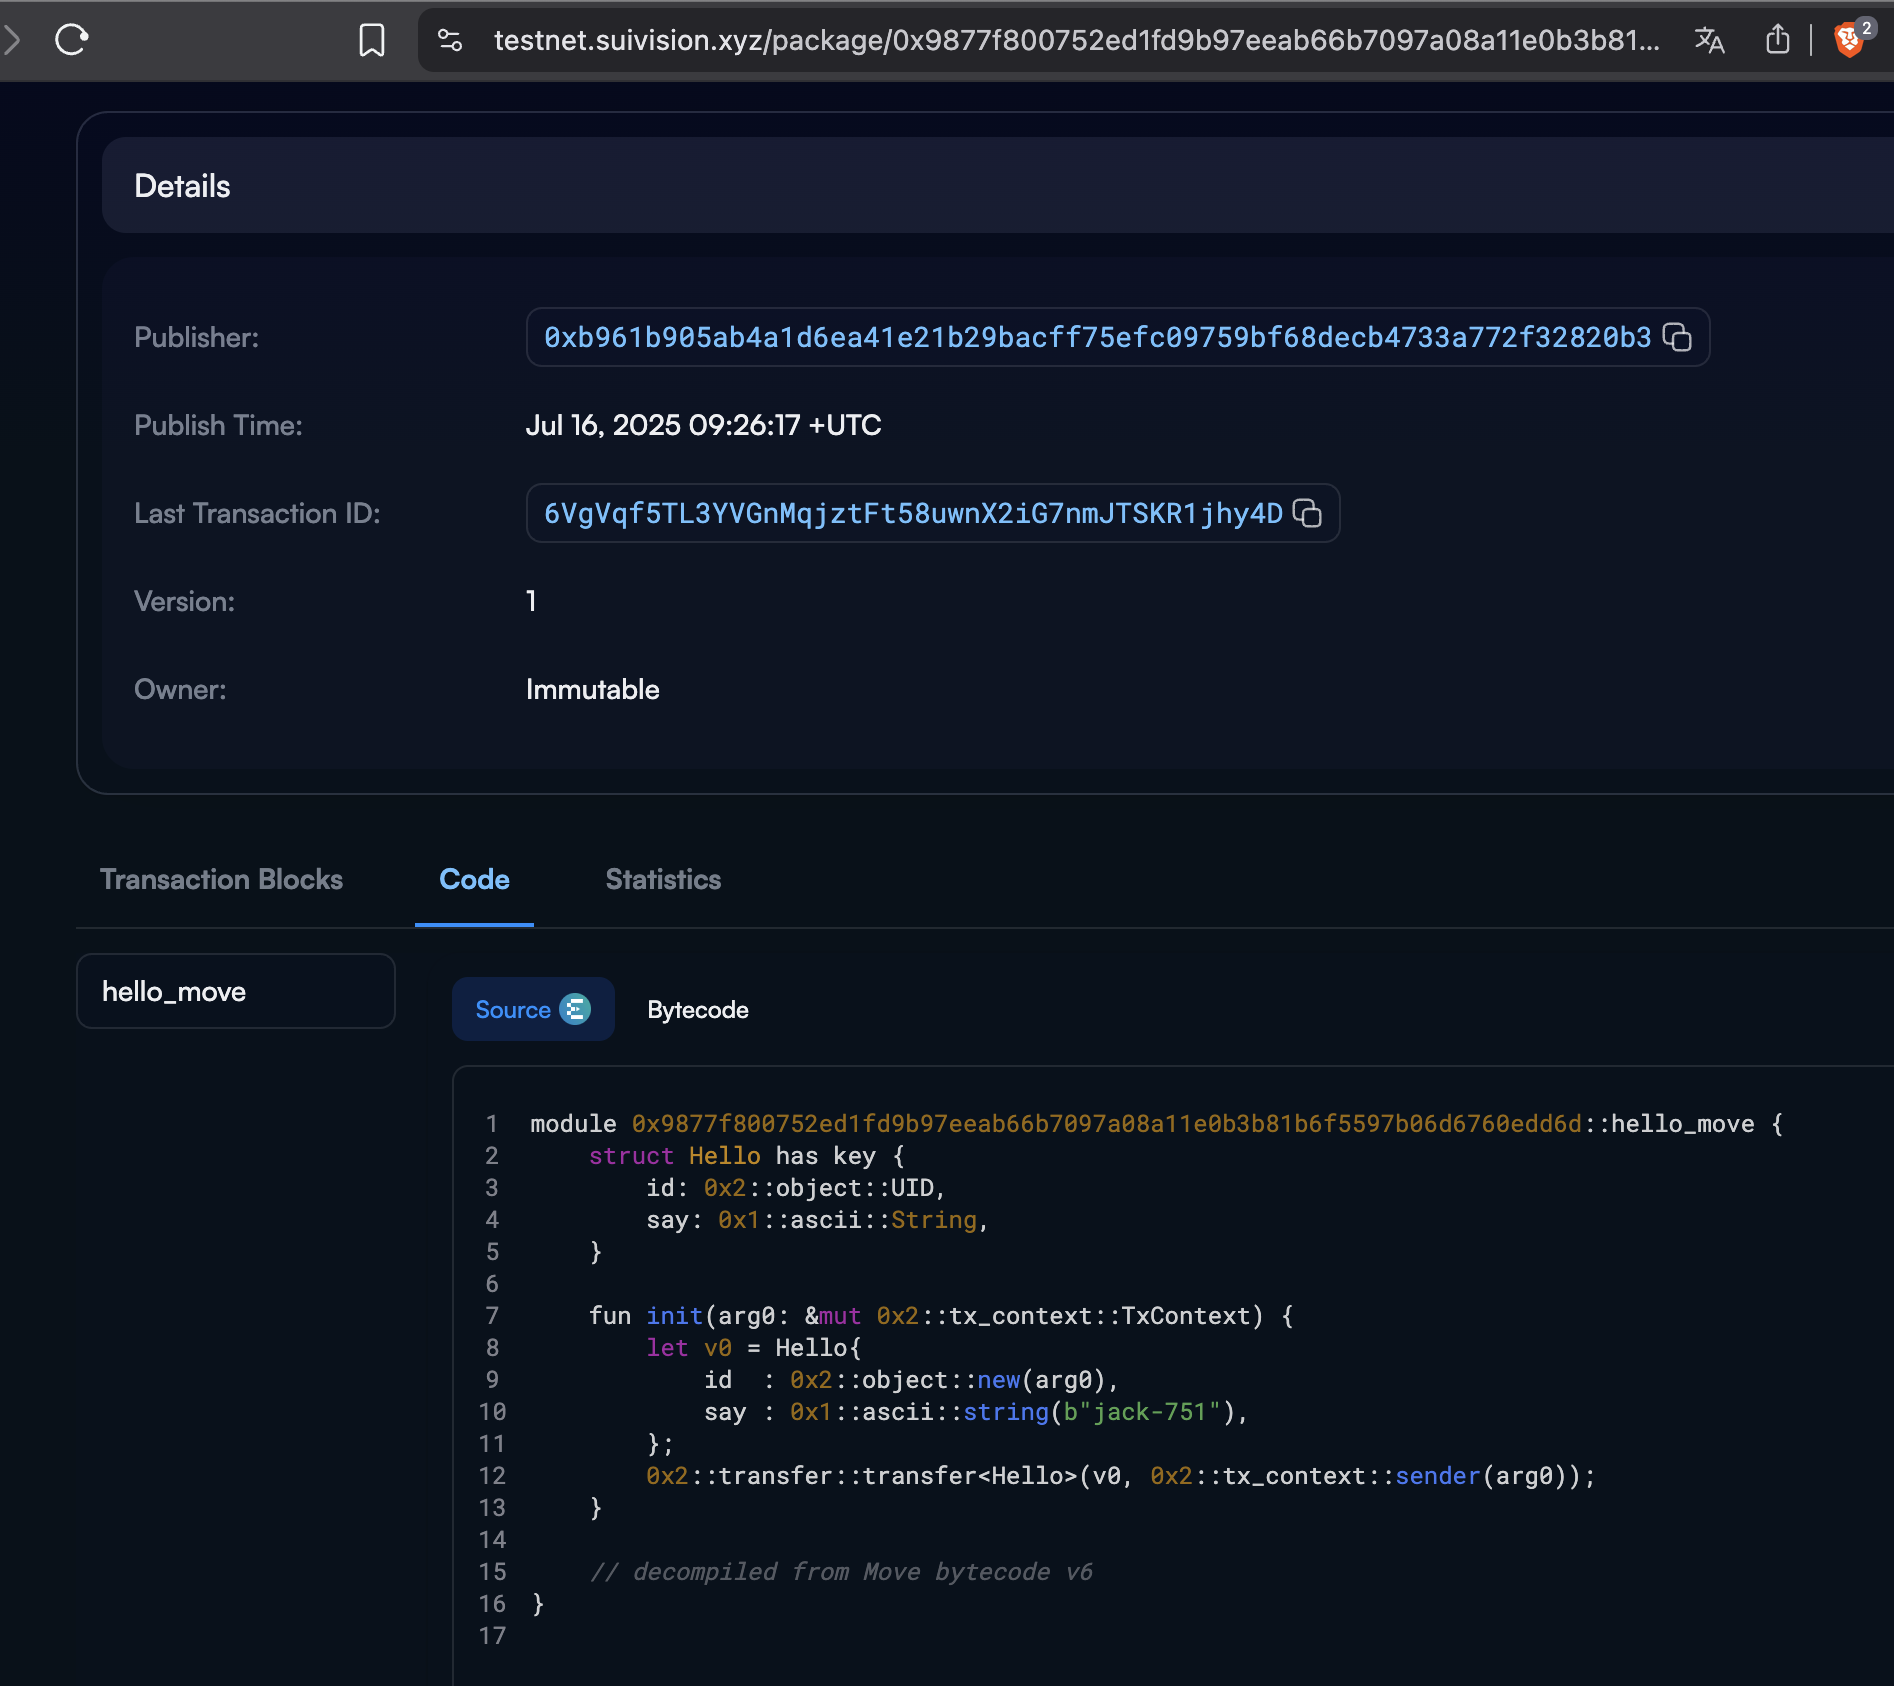 testnet.suivision.xyz/package/0x9877f800752ed1fd9b97eeab66b7097a08a11e0b3b81...
2
Details
Publisher: 0xb961b905ab4a1d6ea41e21b29bacff75efc09759bf68decb4733a772f32820b3
Publish Time: Jul 16, 2025 09:26:17 +UTC
Last Transaction ID: 6VgVqf5TL3YVGnMqjztFt58uwnX2iG7nmJTSKR1jhy4D
Version: 1
Owner: Immutable
Transaction Blocks Code Statistics
hello_move
Source Bytecode
1 module 0x9877f800752ed1fd9b97eeab66b7097a08a11e0b3b81b6f5597b06d6760edd6d::hello_move {
2     struct Hello has key {
3         id: 0x2::object::UID,
4         say: 0x1::ascii::String,
5     }
6
7     fun init(arg0: &mut 0x2::tx_context::TxContext) {
8         let v0 = Hello{
9             id  : 0x2::object::new(arg0),
10             say : 0x1::ascii::string(b"jack-751"),
11         };
12         0x2::transfer::transfer<Hello>(v0, 0x2::tx_context::sender(arg0));
13     }
14
15     // decompiled from Move bytecode v6
16 }
17